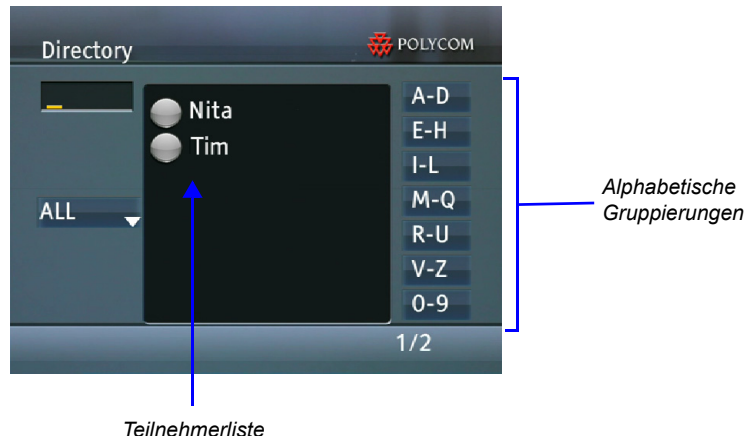 Directory
POLYCOM
Nita
Tim
ALL
A-D
E-H
I-L
M-Q
R-U
V-Z
0-9
1/2
Alphabetische
Gruppierungen
Teilnehmerliste